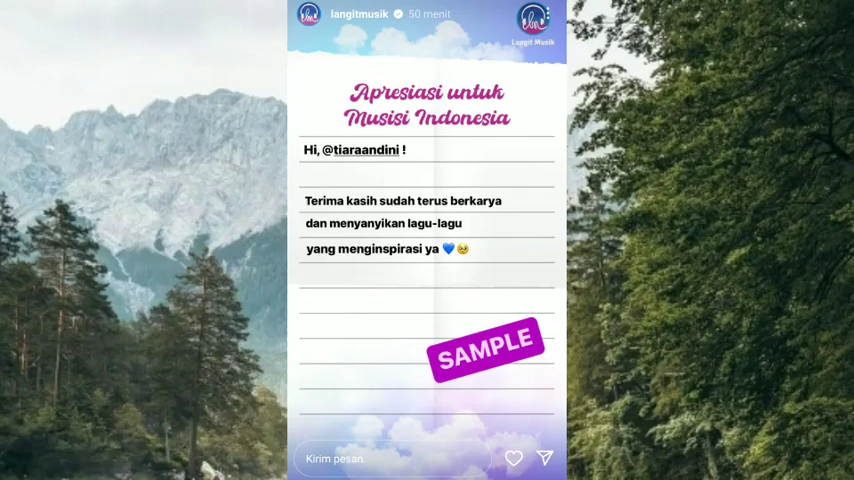 langitmusik 50 menit
Langit Musik
Apresiasi untuk
Musisi Indonesia
Hi, @tiaraandini !
Terima kasih sudah terus berkarya
dan menyanyikan lagu-lagu
yang menginspirasi ya 💙🥹
SAMPLE
Kirim pesan